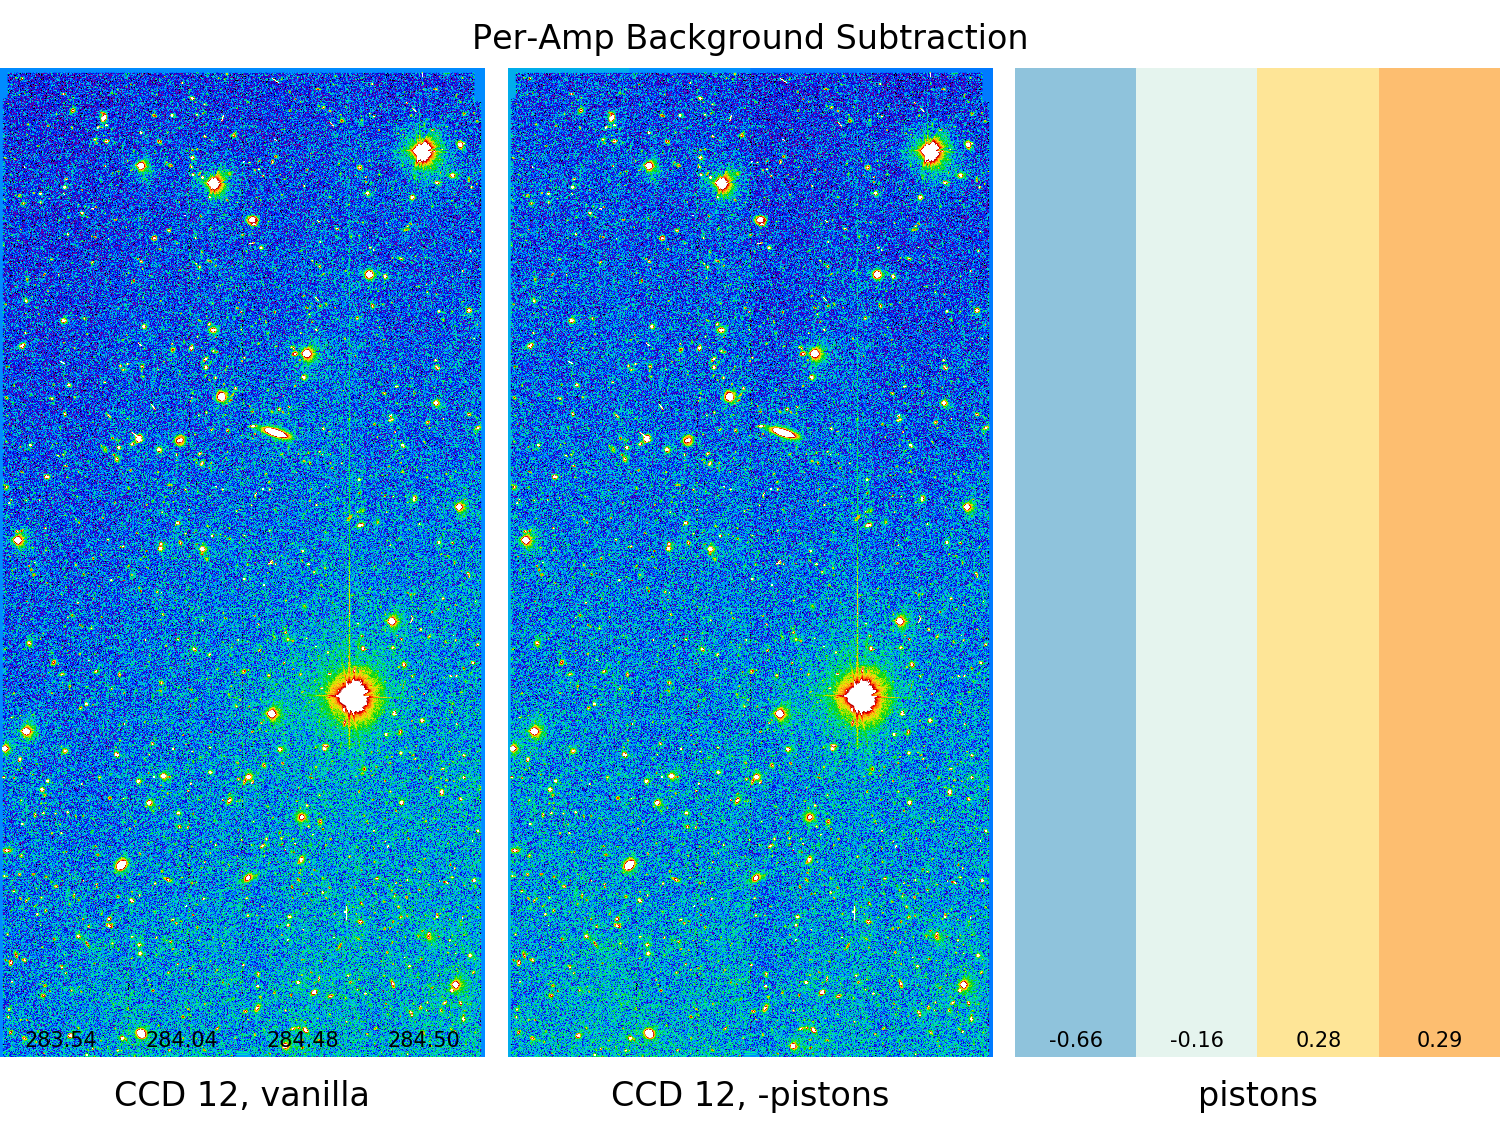 Per-Amp Background Subtraction
283.54 284.04 284.48 284.50
-0.66 -0.16 0.28 0.29
CCD 12, vanilla
CCD 12, -pistons
pistons